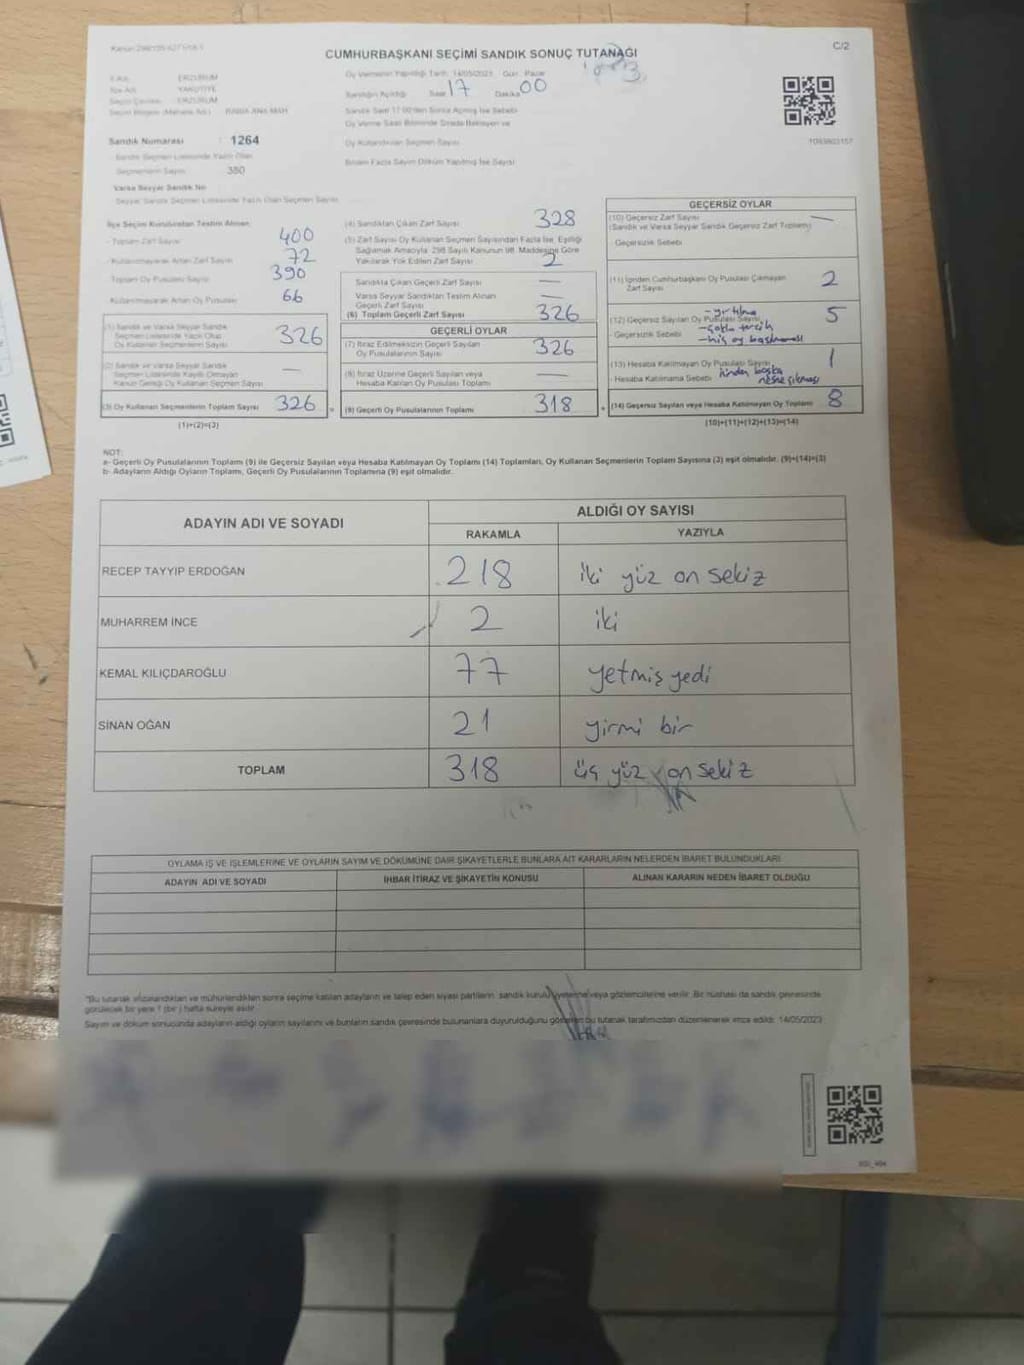 C/2
CUMHURBAŞKANI SEÇİMİ SANDIK SONUÇ TUTANAĞI
Oy Vermenin Yapıldığı Tarih: 14/05/2023 Gün: Pazar
İl Adı ERZURUM
İlçe Adı YAKUTİYE
Seçim Çevresi ERZURUM
RABİA ANA MAH
Sandığın Açıldığı Saat 17 Dakika 00
Sandık Saat 17.00'den Sonra Açılmış İse Sebebi
Oy Verme Saati Bitiminde Sırada Bekleyen ve
Oy Kullandırılan Seçmen Sayısı
Birden Fazla Sayım Döküm Yapılmış İse Sayısı
Sandık Numarası : 1264
Sandık Seçmen Listesinde Yazılı Olan
Seçmenlerin Sayısı 380
Varsa Seyyar Sandık No
Seyyar Sandık Seçmen Listesinde Yazılı Olan Seçmen Sayısı
İlçe Seçim Kurulundan Teslim Alınan
- Toplam Zarf Sayısı 400
- Kullanılmayarak Artan Zarf Sayısı 72
Toplam Oy Pusulası Sayısı 390
Kullanılmayarak Artan Oy Pusulası 66
(1) Sandık ve Varsa Seyyar Sandık
Seçmen Listesinde Yazılı Olup
Oy Kullanan Seçmenlerin Sayısı 326
(2) Sandık ve Varsa Seyyar Sandık
Seçmen Listesinde Kayıtlı Olmayan
Kanun Gereği Oy Kullanan Seçmen Sayısı —
(3) Oy Kullanan Seçmenlerin Toplam Sayısı 326
(1)+(2)=(3)
(4) Sandıktan Çıkan Zarf Sayısı 328
(5) Zarf Sayısı Oy Kullanan Seçmen Sayısından Fazla İse, Eşitliği
Sağlamak Amacıyla 298 Sayılı Kanunun 98. Maddesine Göre
Yakılarak Yok Edilen Zarf Sayısı 2
Sandıkta Çıkan Geçerli Zarf Sayısı —
Varsa Seyyar Sandıktan Teslim Alınan
Geçerli Zarf Sayısı —
(6) Toplam Geçerli Zarf Sayısı 326
GEÇERLİ OYLAR
(7) İtiraz Edilmeksizin Geçerli Sayılan
Oy Pusulalarının Sayısı 326
(8) İtiraz Üzerine Geçerli Sayılan veya
Hesaba Katılan Oy Pusulası Toplamı —
(9) Geçerli Oy Pusulalarının Toplamı 318
GEÇERSİZ OYLAR
(10) Geçersiz Zarf Sayısı —
(Sandık ve Varsa Seyyar Sandık Geçersiz Zarf Toplamı)
- Geçersizlik Sebebi
(11) İçinden Cumhurbaşkanı Oy Pusulası Çıkmayan
Zarf Sayısı 2
(12) Geçersiz Sayılan Oy Pusulası Sayısı 5
- Geçersizlik Sebebi
- yırtılma
- çoklu tercih
- hiç oy basılmaması
(13) Hesaba Katılmayan Oy Pusulası Sayısı 1
- Hesaba Katılmama Sebebi başka
nesne çıkması
(14) Geçersiz Sayılan veya Hesaba Katılmayan Oy Toplamı 8
(10)+(11)+(12)+(13)=(14)
NOT:
a- Geçerli Oy Pusulalarının Toplamı (9) ile Geçersiz Sayılan veya Hesaba Katılmayan Oy Toplamı (14) Toplamları, Oy Kullanan Seçmenlerin Toplam Sayısına (3) eşit olmalıdır. (9)+(14)=(3)
b- Adayların Aldığı Oyların Toplamı, Geçerli Oy Pusulalarının Toplamına (9) eşit olmalıdır.
ADAYIN ADI VE SOYADI ALDIĞI OY SAYISI
RAKAMLA YAZIYLA
RECEP TAYYIP ERDOĞAN 218 iki yüz on sekiz
MUHARREM İNCE 2 iki
KEMAL KILIÇDAROĞLU 77 yetmiş yedi
SİNAN OĞAN 21 yirmi bir
TOPLAM 318 üç yüz on sekiz
OYLAMA İŞ VE İŞLEMLERİNE VE OYLARIN SAYIM VE DÖKÜMÜNE DAİR ŞİKAYETLERLE BUNLARA AİT KARARLARIN NELERDEN İBARET BULUNDUKLARI
ADAYIN ADI VE SOYADI İHBAR İTİRAZ VE ŞİKAYETİN KONUSU ALINAN KARARIN NEDEN İBARET OLDUĞU
"Bu tutanak imzalandıktan ve mühürlendikten sonra seçime katılan adayların ve talep eden siyasi partilerin sandık kurulu üyelerine veya gözlemcilerine verilir. Bir nüshası da sandık çevresinde
görülecek bir yere 1 (bir) hafta süreyle asılır.
Sayım ve döküm sonucunda adayların aldığı oyların sayılarını ve bunların sandık çevresinde bulunanlara duyurulduğunu gösteren bu tutanak tarafımızdan düzenlenerek imza edildi. 14/05/2023